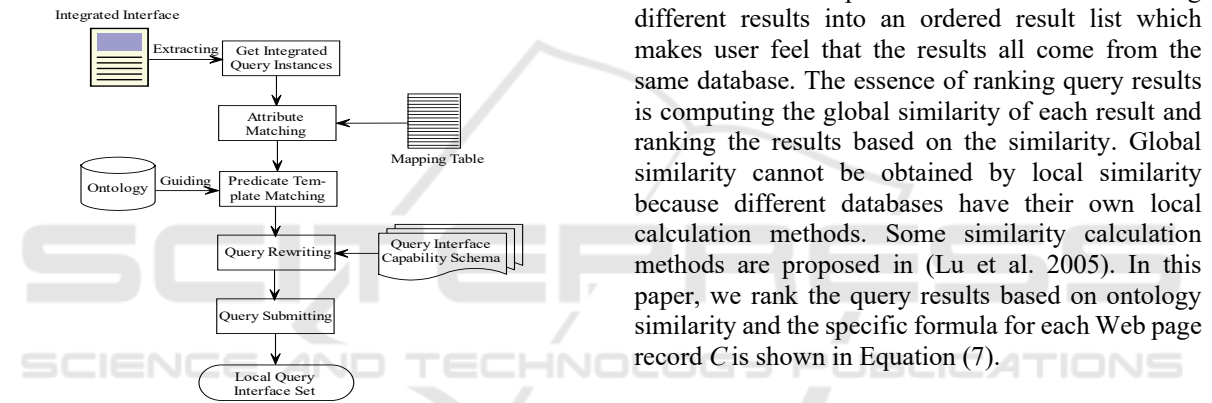 Integrated Interface
Extracting
Get Integrated
Query Instances
Attribute
Matching
Mapping Table
Ontology
Guiding
Predicate Tem-
plate Matching
Query Rewriting
Query Interface
Capability Schema
Query Submitting
Local Query
Interface Set
different results into an ordered result list which
makes user feel that the results all come from the
same database. The essence of ranking query results
is computing the global similarity of each result and
ranking the results based on the similarity. Global
similarity cannot be obtained by local similarity
because different databases have their own local
calculation methods. Some similarity calculation
methods are proposed in (Lu et al. 2005). In this
paper, we rank the query results based on ontology
similarity and the specific formula for each Web page
record C is shown in Equation (7).
SCITEPRESS
SCIENCE AND TECHNOLOGY PUBLICATIONS